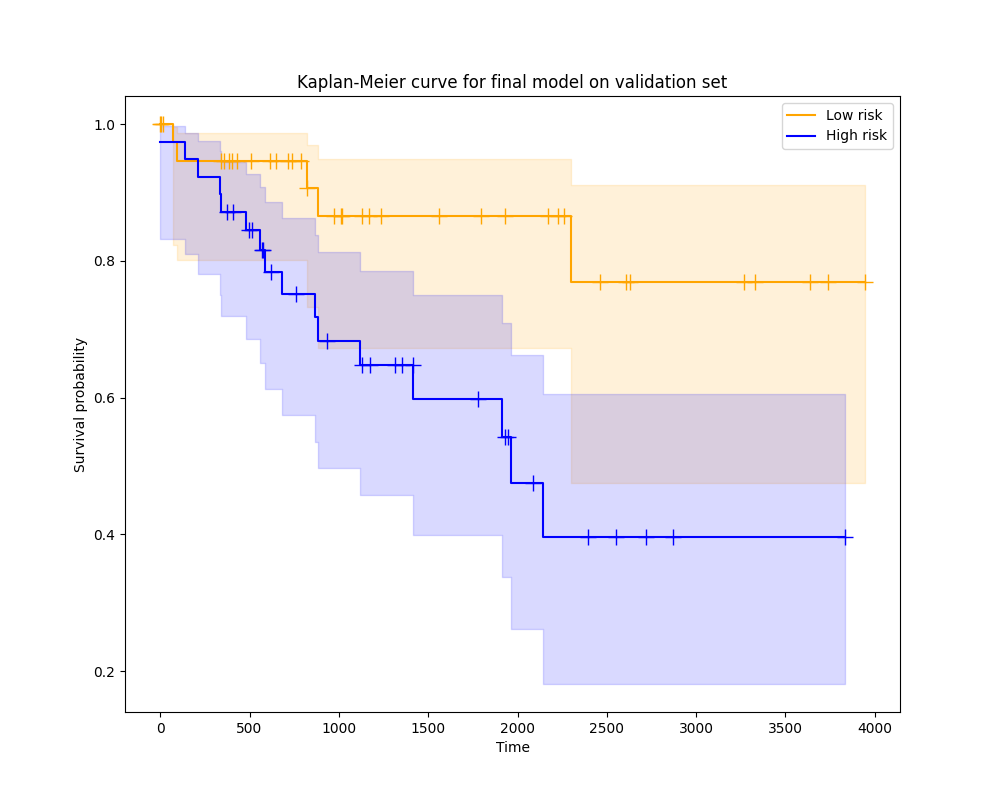 Kaplan-Meier curve for final model on validation set
Low risk
High risk
1.0
0.8
0.6
0.4
0.2
Survival probability
0
500
1000
1500
2000
2500
3000
3500
4000
Time